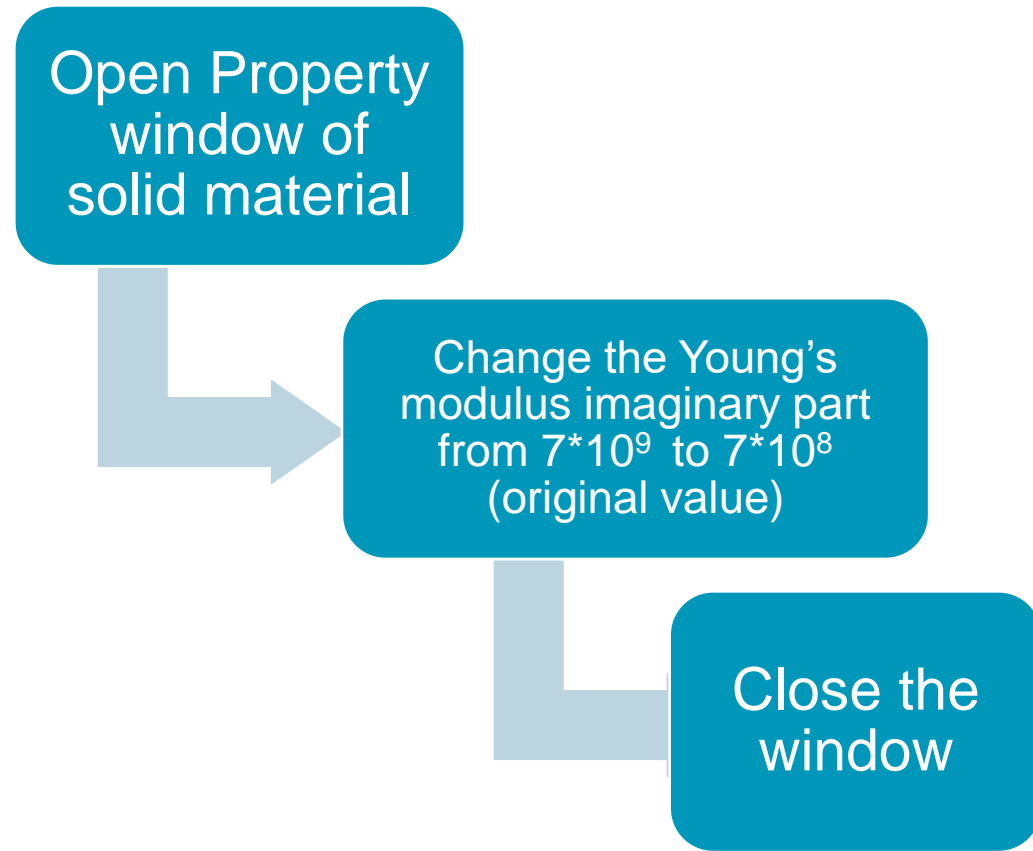 Open Property
window of
solid material
Change the Young’s
modulus imaginary part
from 7*10⁹ to 7*10⁸
(original value)
Close the
window